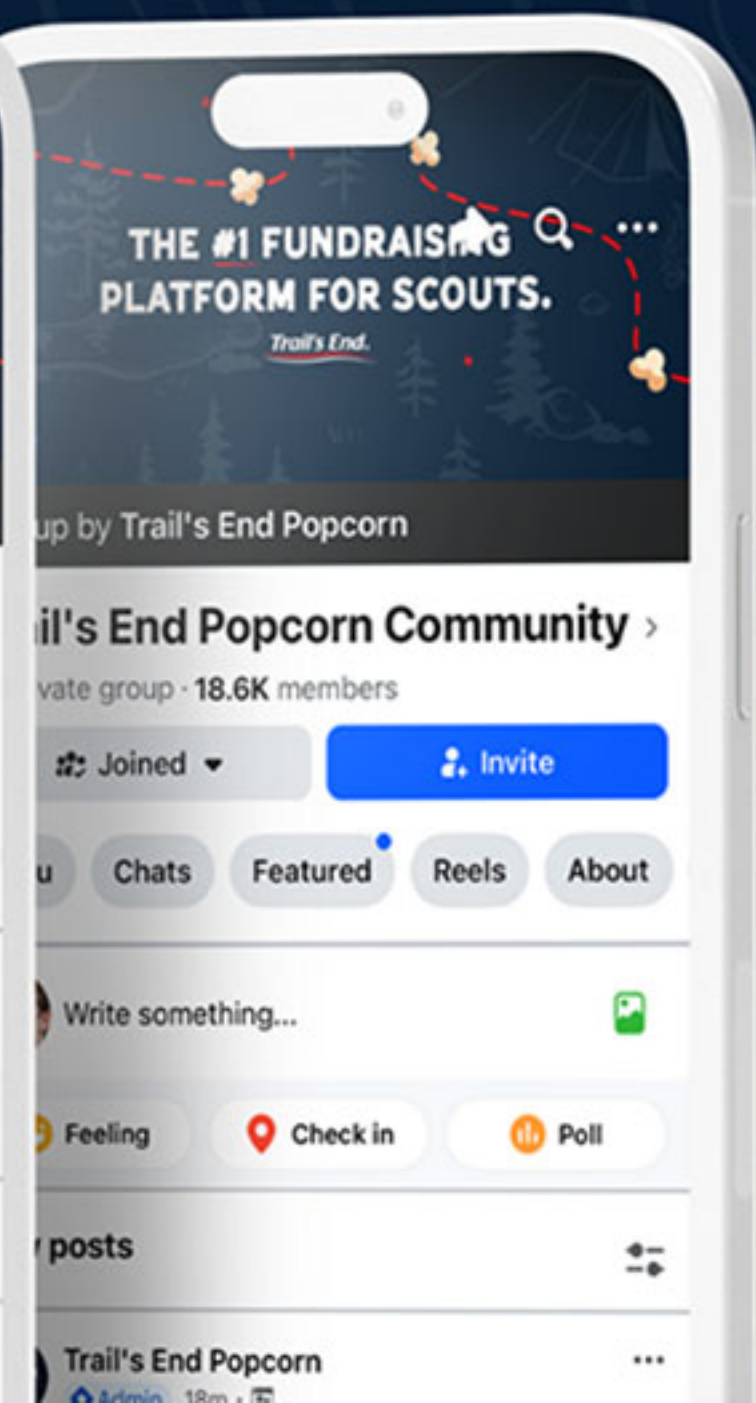 THE #1 FUNDRAISING
PLATFORM FOR SCOUTS.
Trail's End.
up by Trail's End Popcorn
il's End Popcorn Community
vate group · 18.6K members
Joined
Invite
u
Chats
Featured
Reels
About
Write something...
Feeling
Check in
Poll
posts
Trail's End Popcorn
Admin · 18m ·